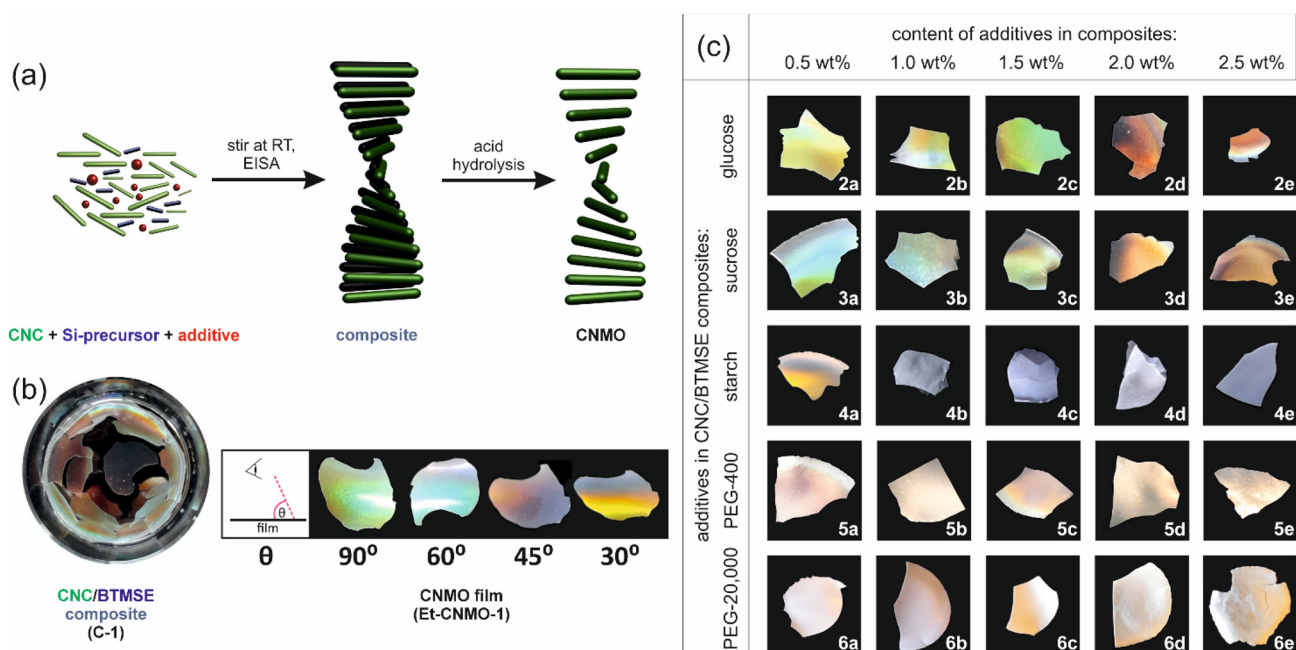 (a)
stir at RT,
EISA
acid
hydrolysis
CNC + Si-precursor + additive
composite
CNMO
(b)
film
θ
θ
90⁰
60⁰
45⁰
30⁰
CNC/BTMSE
composite
(C-1)
CNMO film
(Et-CNMO-1)
(c)
content of additives in composites:
0.5 wt%
1.0 wt%
1.5 wt%
2.0 wt%
2.5 wt%
additives in CNC/BTMSE composites:
glucose
2a
2b
2c
2d
2e
sucrose
3a
3b
3c
3d
3e
starch
4a
4b
4c
4d
4e
PEG-400
5a
5b
5c
5d
5e
PEG-20,000
6a
6b
6c
6d
6e